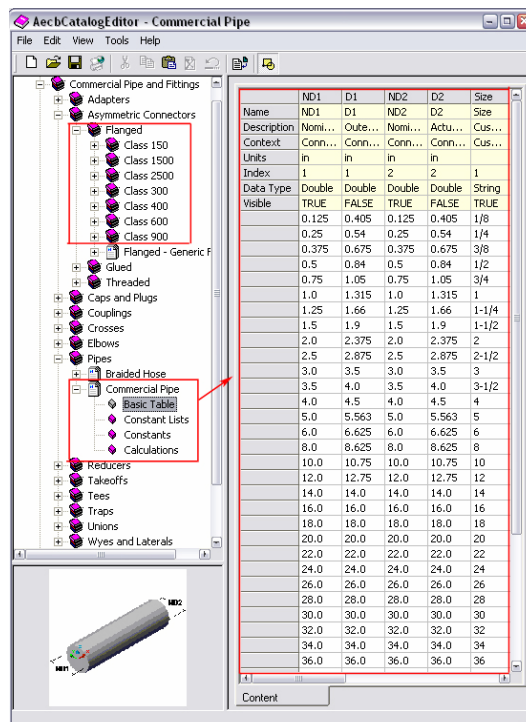 AecbCatalogEditor - Commercial Pipe
File Edit View Tools Help
Commercial Pipe and Fittings
Adapters
Asymmetric Connectors
Flanged
Class 150
Class 1500
Class 2500
Class 300
Class 400
Class 600
Class 900
Flanged - Generic F
Glued
Threaded
Caps and Plugs
Couplings
Crosses
Elbows
Pipes
Braided Hose
Commercial Pipe
Basic Table
Constant Lists
Constants
Calculations
Reducers
Takeoffs
Tees
Traps
Unions
Wyes and Laterals
ND2
ND1
ND1 D1 ND2 D2 Size
Name ND1 D1 ND2 D2 Size
Description Nomi... Oute... Nomi... Actu... Cus...
Context Conn... Conn... Conn... Conn... Cus...
Units in in in in
Index 1 1 2 2 1
Data Type Double Double Double Double String
Visible TRUE FALSE TRUE FALSE TRUE
0.125 0.405 0.125 0.405 1/8
0.25 0.54 0.25 0.54 1/4
0.375 0.675 0.375 0.675 3/8
0.5 0.84 0.5 0.84 1/2
0.75 1.05 0.75 1.05 3/4
1.0 1.315 1.0 1.315 1
1.25 1.66 1.25 1.66 1-1/4
1.5 1.9 1.5 1.9 1-1/2
2.0 2.375 2.0 2.375 2
2.5 2.875 2.5 2.875 2-1/2
3.0 3.5 3.0 3.5 3
3.5 4.0 3.5 4.0 3-1/2
4.0 4.5 4.0 4.5 4
5.0 5.563 5.0 5.563 5
6.0 6.625 6.0 6.625 6
8.0 8.625 8.0 8.625 8
10.0 10.75 10.0 10.75 10
12.0 12.75 12.0 12.75 12
14.0 14.0 14.0 14.0 14
16.0 16.0 16.0 16.0 16
18.0 18.0 18.0 18.0 18
20.0 20.0 20.0 20.0 20
22.0 22.0 22.0 22.0 22
24.0 24.0 24.0 24.0 24
26.0 26.0 26.0 26.0 26
28.0 28.0 28.0 28.0 28
30.0 30.0 30.0 30.0 30
32.0 32.0 32.0 32.0 32
34.0 34.0 34.0 34.0 34
36.0 36.0 36.0 36.0 36
Content